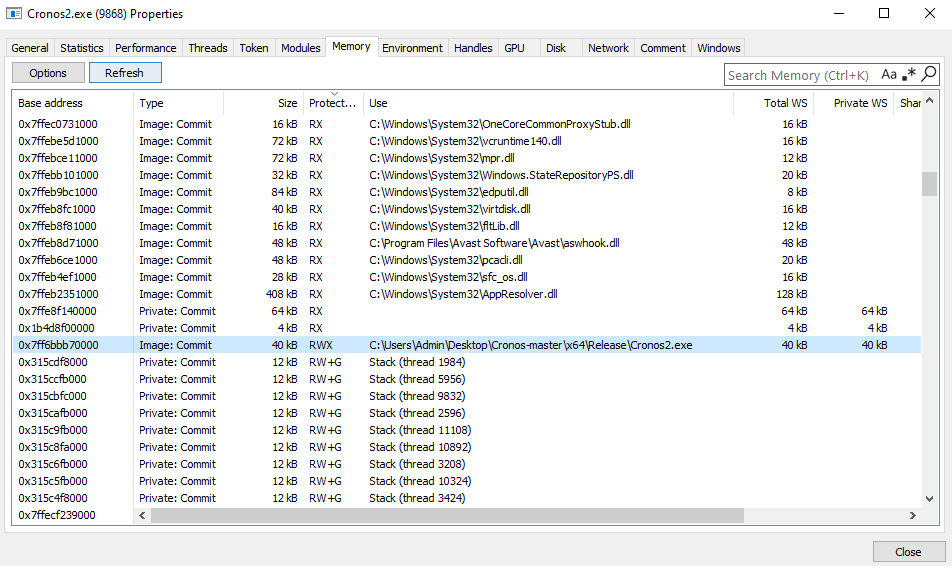 Cronos2.exe (9868) Properties
General Statistics Performance Threads Token Modules Memory Environment Handles GPU Disk Network Comment Windows
Options Refresh Search Memory (Ctrl+K) Aa .*
Base address Type Size Protect... Use Total WS Private WS Shar
0x7ffec0731000 Image: Commit 16 kB RX C:\Windows\System32\OneCoreCommonProxyStub.dll 16 kB
0x7ffebe5d1000 Image: Commit 72 kB RX C:\Windows\System32\vcruntime140.dll 16 kB
0x7ffebce11000 Image: Commit 72 kB RX C:\Windows\System32\mpr.dll 12 kB
0x7ffebb101000 Image: Commit 32 kB RX C:\Windows\System32\Windows.StateRepositoryPS.dll 20 kB
0x7ffeb9bc1000 Image: Commit 84 kB RX C:\Windows\System32\edputil.dll 8 kB
0x7ffeb8fc1000 Image: Commit 40 kB RX C:\Windows\System32\virtdisk.dll 16 kB
0x7ffeb8f81000 Image: Commit 16 kB RX C:\Windows\System32\fltLib.dll 12 kB
0x7ffeb8d71000 Image: Commit 48 kB RX C:\Program Files\Avast Software\Avast\aswhook.dll 48 kB
0x7ffeb6ce1000 Image: Commit 48 kB RX C:\Windows\System32\pcacli.dll 20 kB
0x7ffeb4ef1000 Image: Commit 28 kB RX C:\Windows\System32\sfc_os.dll 16 kB
0x7ffeb2351000 Image: Commit 408 kB RX C:\Windows\System32\AppResolver.dll 128 kB
0x7ffe8f140000 Private: Commit 64 kB RX 64 kB 64 kB
0x1b4d8f00000 Private: Commit 4 kB RX 4 kB 4 kB
0x7ff6bbb70000 Image: Commit 40 kB RWX C:\Users\Admin\Desktop\Cronos-master\x64\Release\Cronos2.exe 40 kB 40 kB
0x315cdf8000 Private: Commit 12 kB RW+G Stack (thread 1984)
0x315ccfb000 Private: Commit 12 kB RW+G Stack (thread 5956)
0x315cbfc000 Private: Commit 12 kB RW+G Stack (thread 9832)
0x315cafb000 Private: Commit 12 kB RW+G Stack (thread 2596)
0x315c9fb000 Private: Commit 12 kB RW+G Stack (thread 11108)
0x315c8fa000 Private: Commit 12 kB RW+G Stack (thread 10892)
0x315c6fb000 Private: Commit 12 kB RW+G Stack (thread 3208)
0x315c5fb000 Private: Commit 12 kB RW+G Stack (thread 10324)
0x315c4f8000 Private: Commit 12 kB RW+G Stack (thread 3424)
0x7ffecf239000
Close